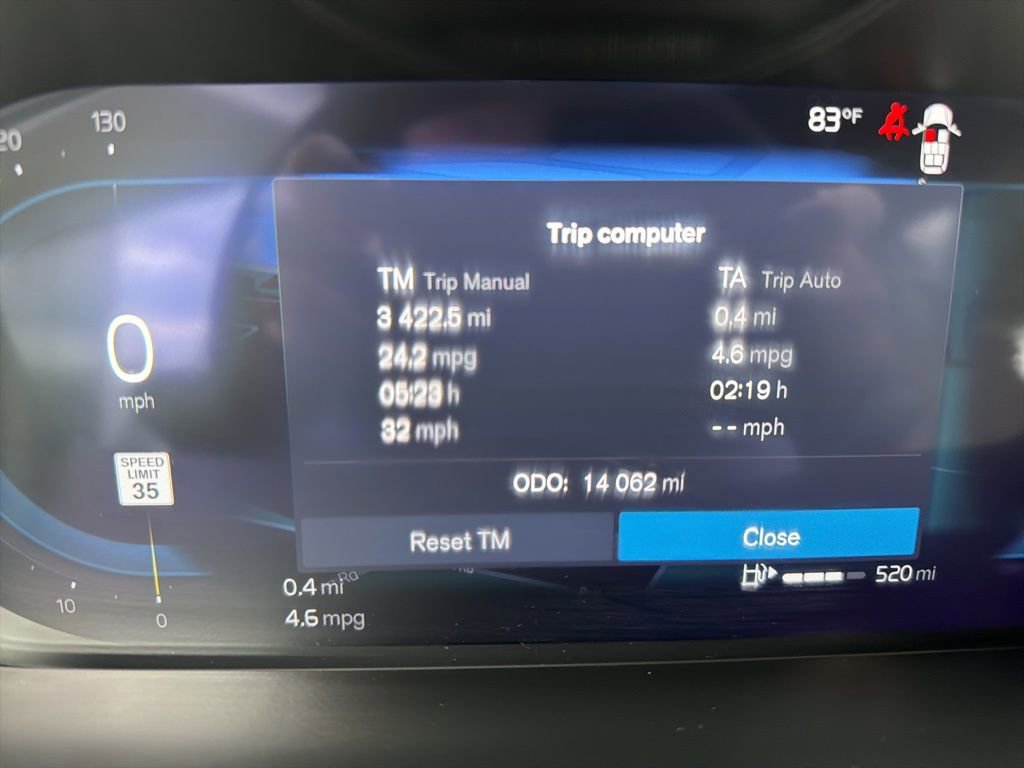 20
130
83°F
Trip computer
TM Trip Manual
TA Trip Auto
3 422.5 mi
0.4 mi
24.2 mpg
4.6 mpg
05:23 h
02:19 h
32 mph
-- mph
0
mph
SPEED
LIMIT
35
ODO: 14 062 mi
Reset TM
Close
0.4 mi
4.6 mpg
520 mi
10
0